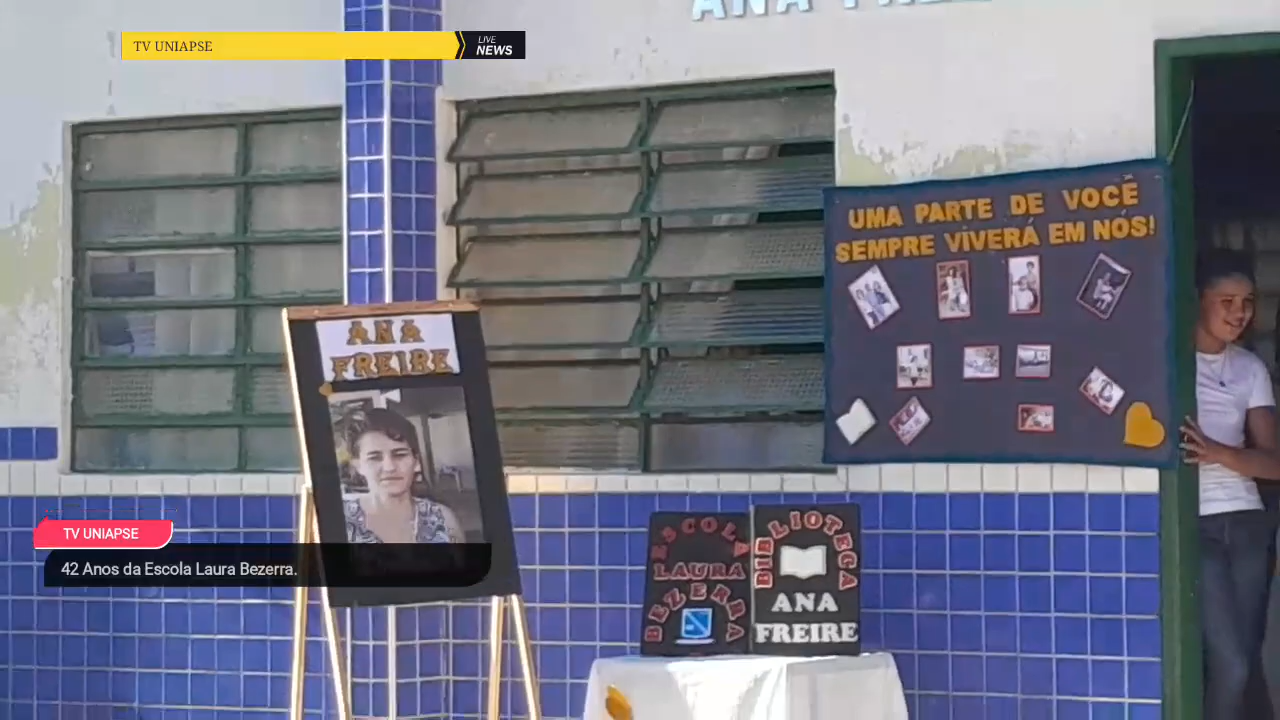 ANA
TV UNIAPSE
LIVE
NEWS
UMA PARTE DE VOCÊ
SEMPRE VIVERÁ EM NÓS!
ANA
FREIRE
ESCOLA
LAURA
BEZERRA
BIBLIOTECA
ANA
FREIRE
TV UNIAPSE
42 Anos da Escola Laura Bezerra.